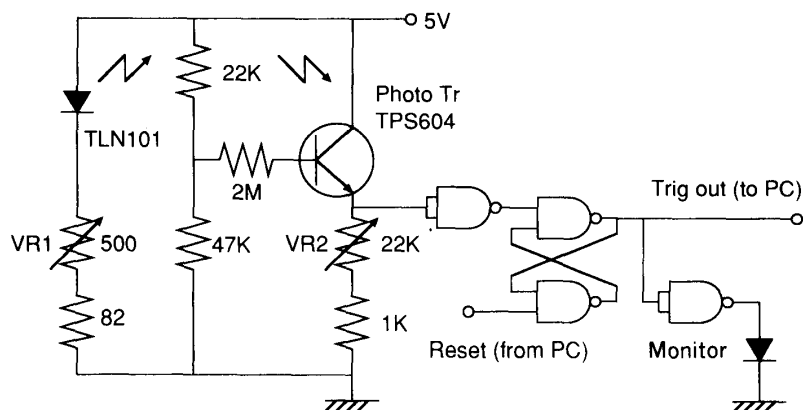 5V
22K
Photo Tr
TPS604
TLN101
2M
Trig out (to PC)
VR1
500
47K
VR2
22K
82
1K
Reset (from PC)
Monitor